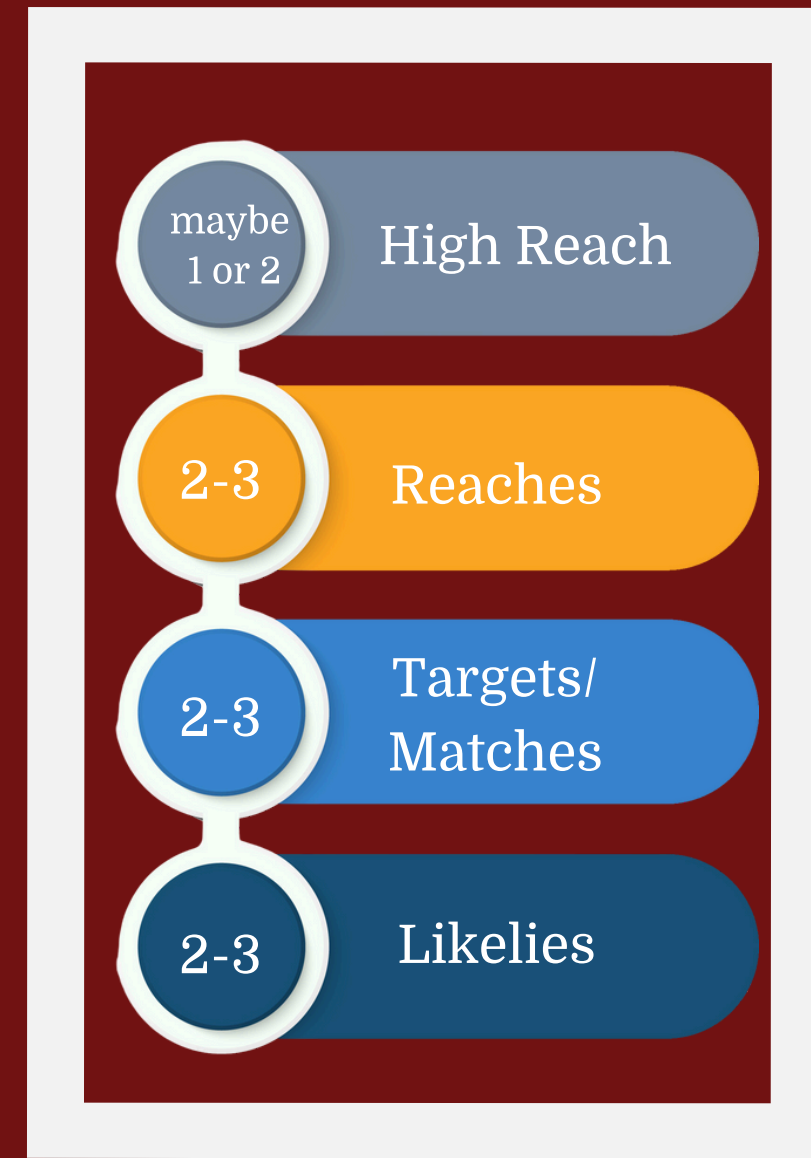 maybe
1 or 2
High Reach
2-3
Reaches
2-3
Targets/
Matches
2-3
Likelies